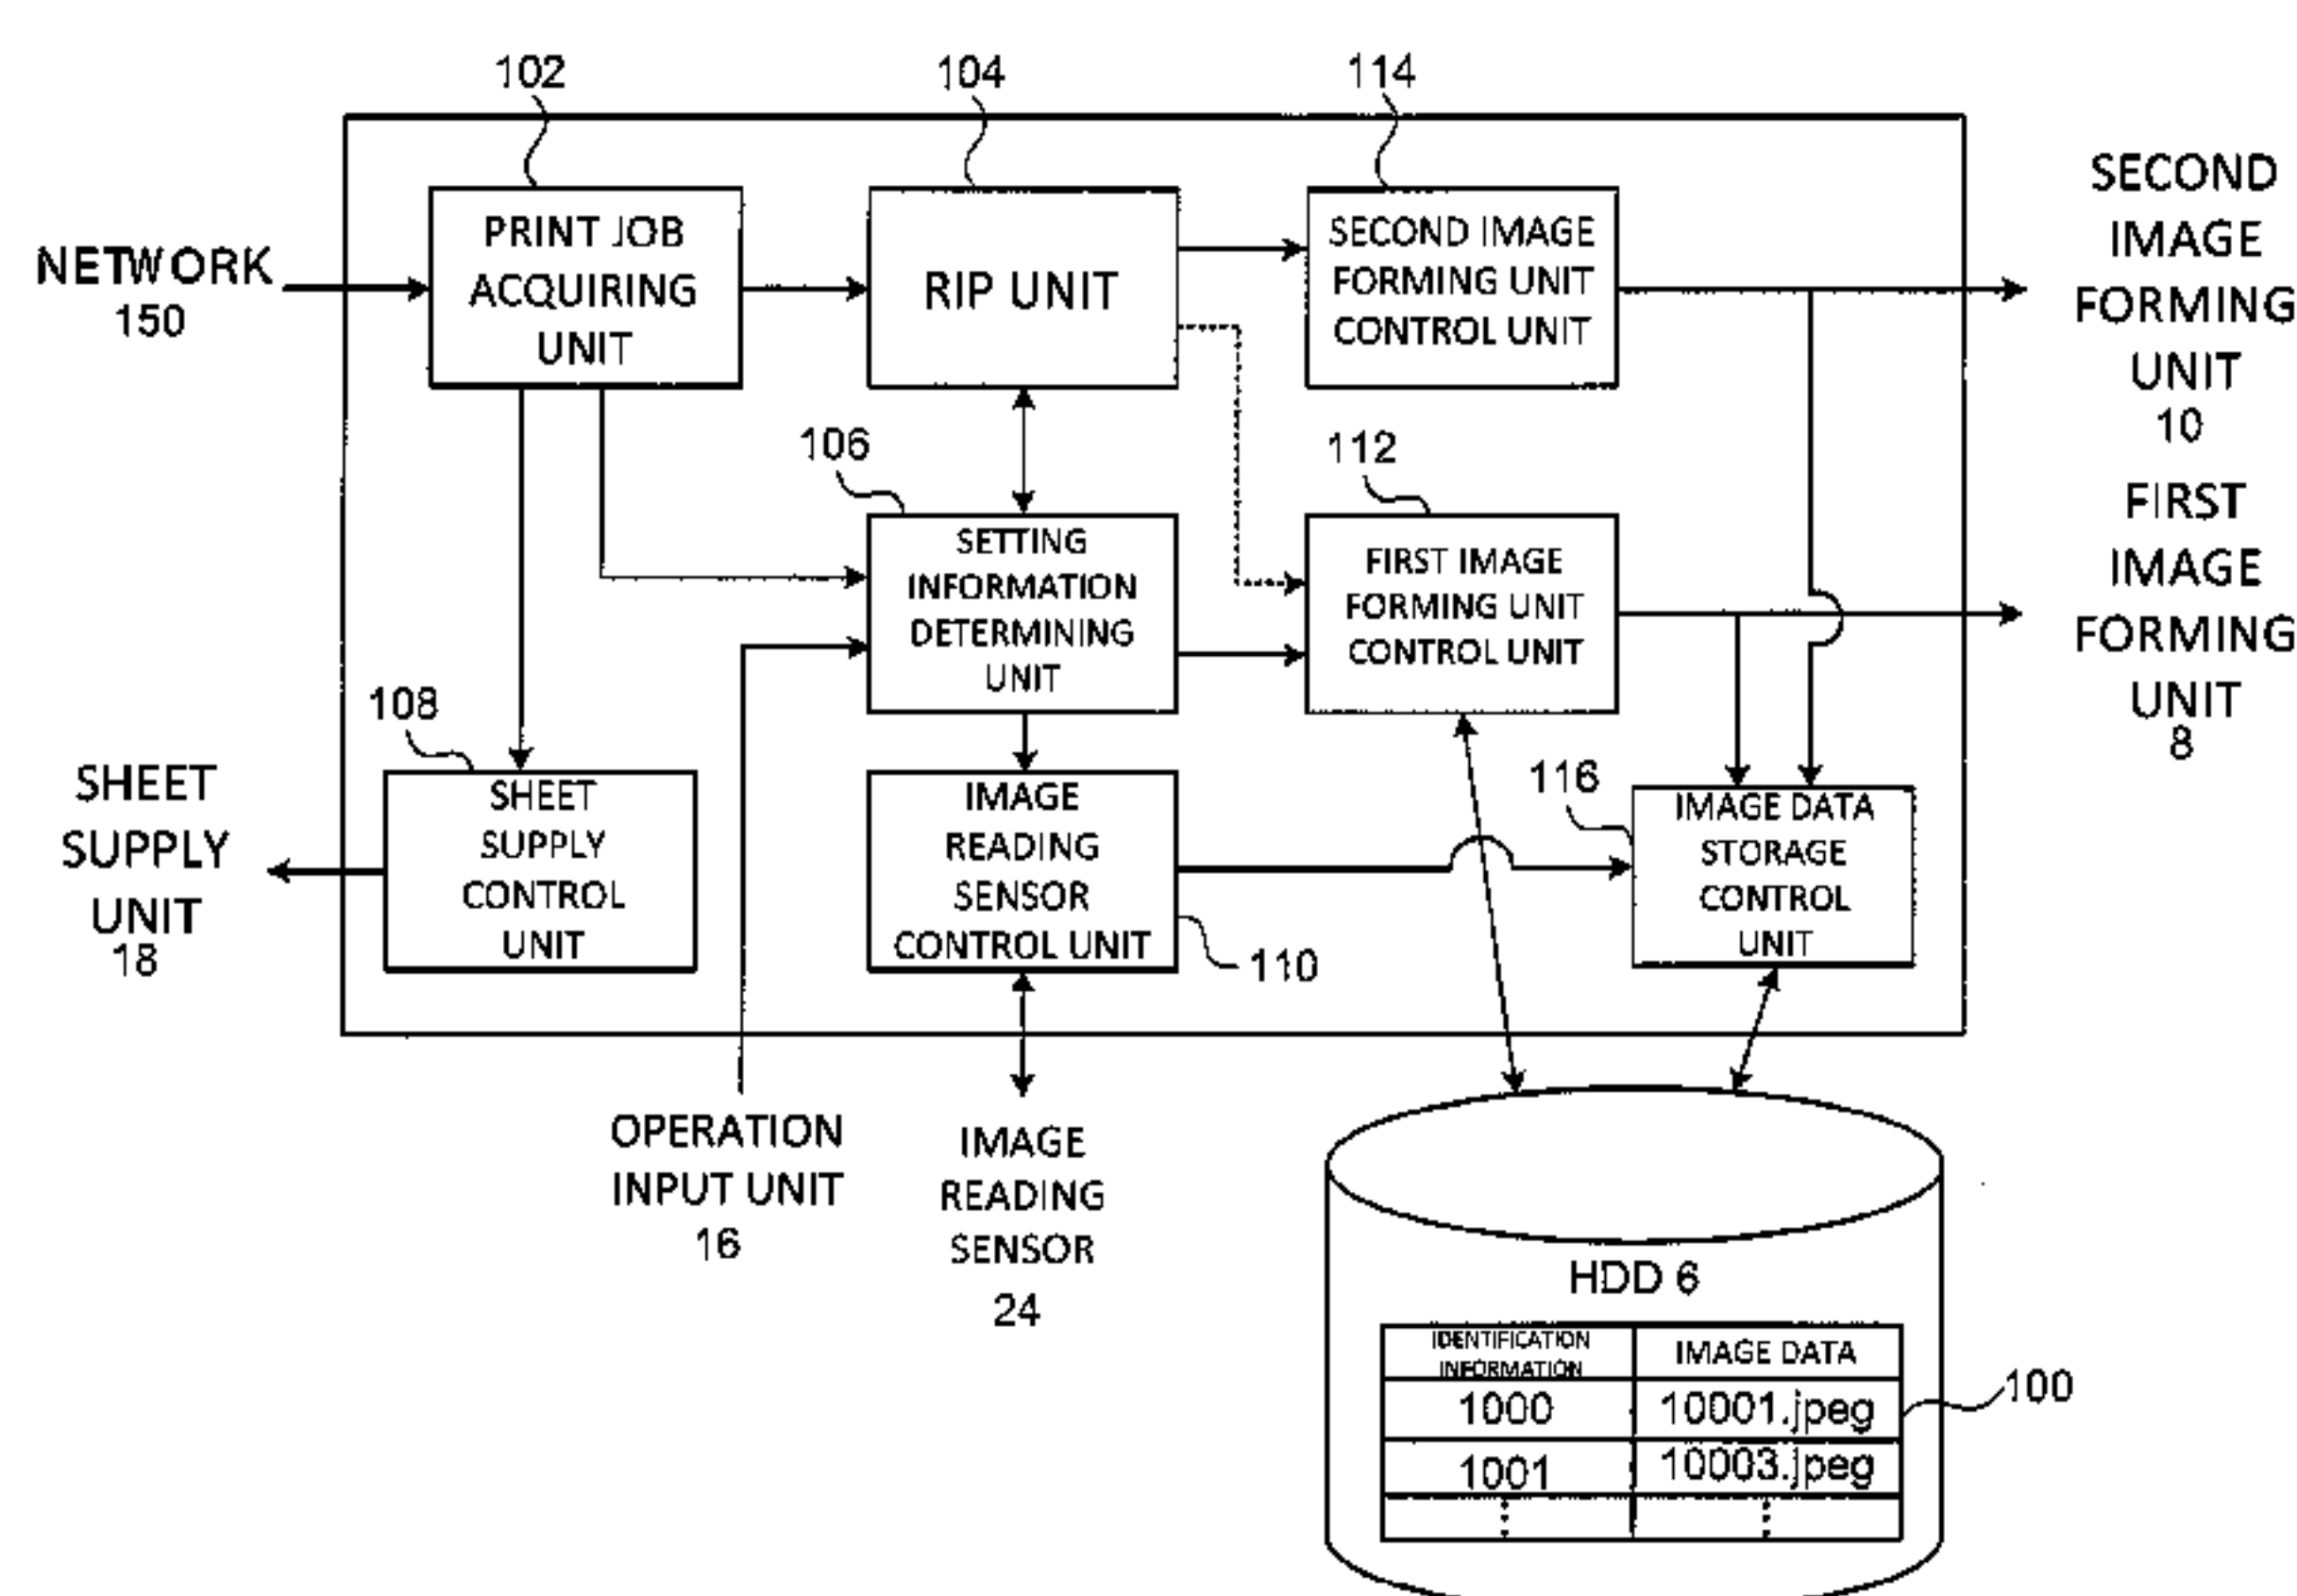 102
104
114
NETWORK
150
PRINT JOB
ACQUIRING
UNIT
RIP UNIT
SECOND IMAGE
FORMING UNIT
CONTROL UNIT
SECOND
IMAGE
FORMING
UNIT
10
106
112
SETTING
INFORMATION
DETERMINING
UNIT
FIRST IMAGE
FORMING UNIT
CONTROL UNIT
FIRST
IMAGE
FORMING
UNIT
8
108
SHEET
SUPPLY
UNIT
18
SHEET
SUPPLY
CONTROL
UNIT
IMAGE
READING
SENSOR
CONTROL UNIT
110
116
IMAGE DATA
STORAGE
CONTROL
UNIT
OPERATION
INPUT UNIT
16
IMAGE
READING
SENSOR
24
HDD 6
IDENTIFICATION
INFORMATION
IMAGE DATA
1000
10001.jpeg
1001
10003.jpeg
100